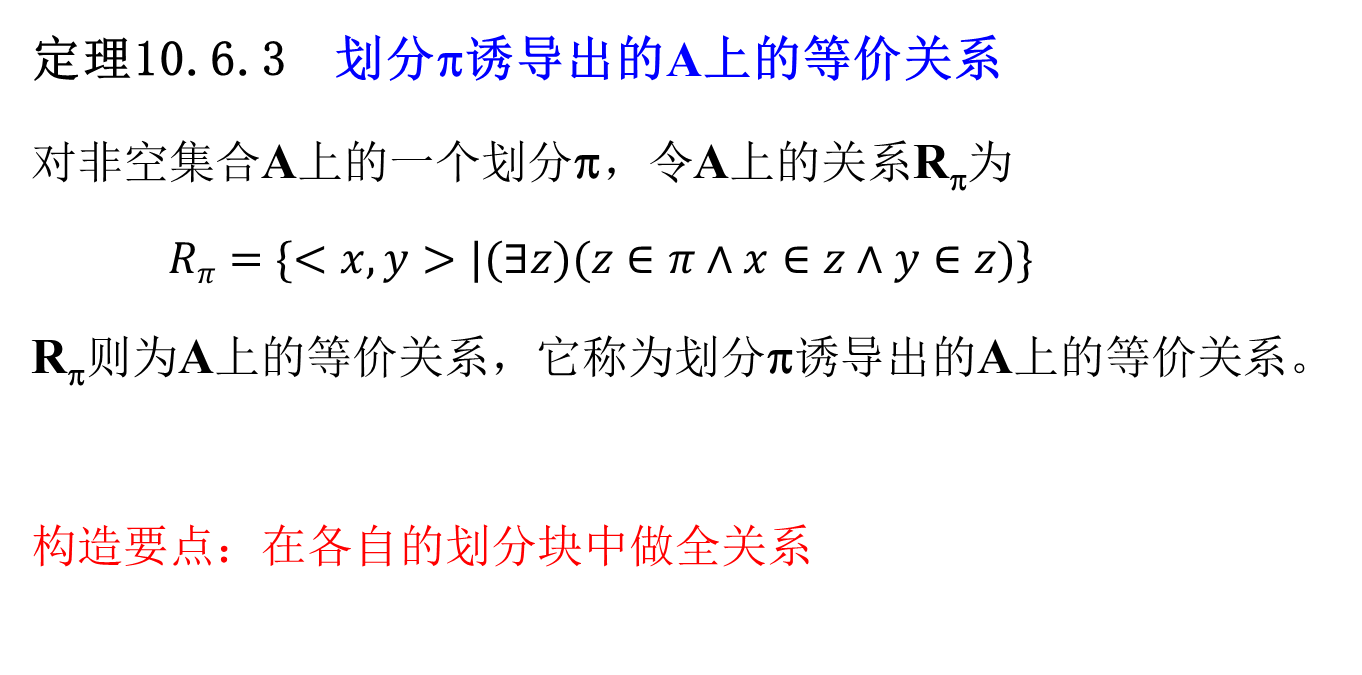 定理10.6.3 划分π诱导出的A上的等价关系
对非空集合A上的一个划分π，令A上的关系Rπ为
Rπ = {< x, y > |(∃z)(z ∈ π ∧ x ∈ z ∧ y ∈ z)}
Rπ则为A上的等价关系，它称为划分π诱导出的A上的等价关系。
构造要点：在各自的划分块中做全关系